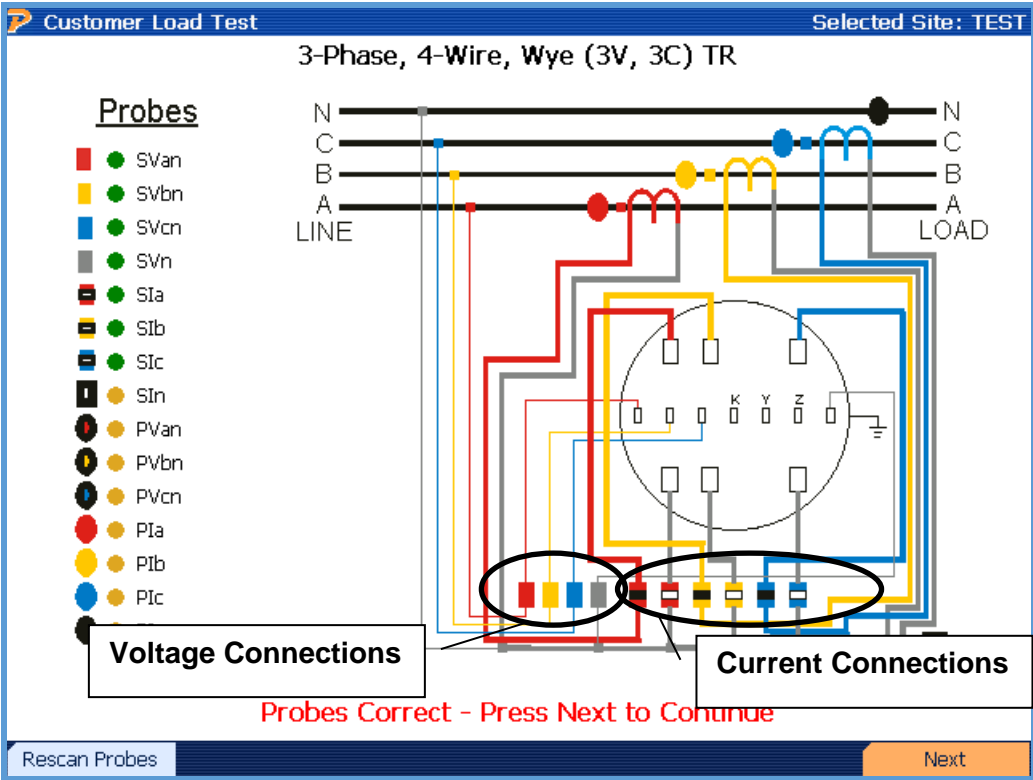 Customer Load Test
Selected Site: TEST
3-Phase, 4-Wire, Wye (3V, 3C) TR
Probes
SVan
SVbn
SVcn
SVn
SIa
SIb
SIc
SIn
PVan
PVbn
PVcn
PIa
PIb
PIc
N
C
B
A
LINE
N
C
B
A
LOAD
K Y Z
Voltage Connections
Current Connections
Probes Correct - Press Next to Continue
Rescan Probes
Next